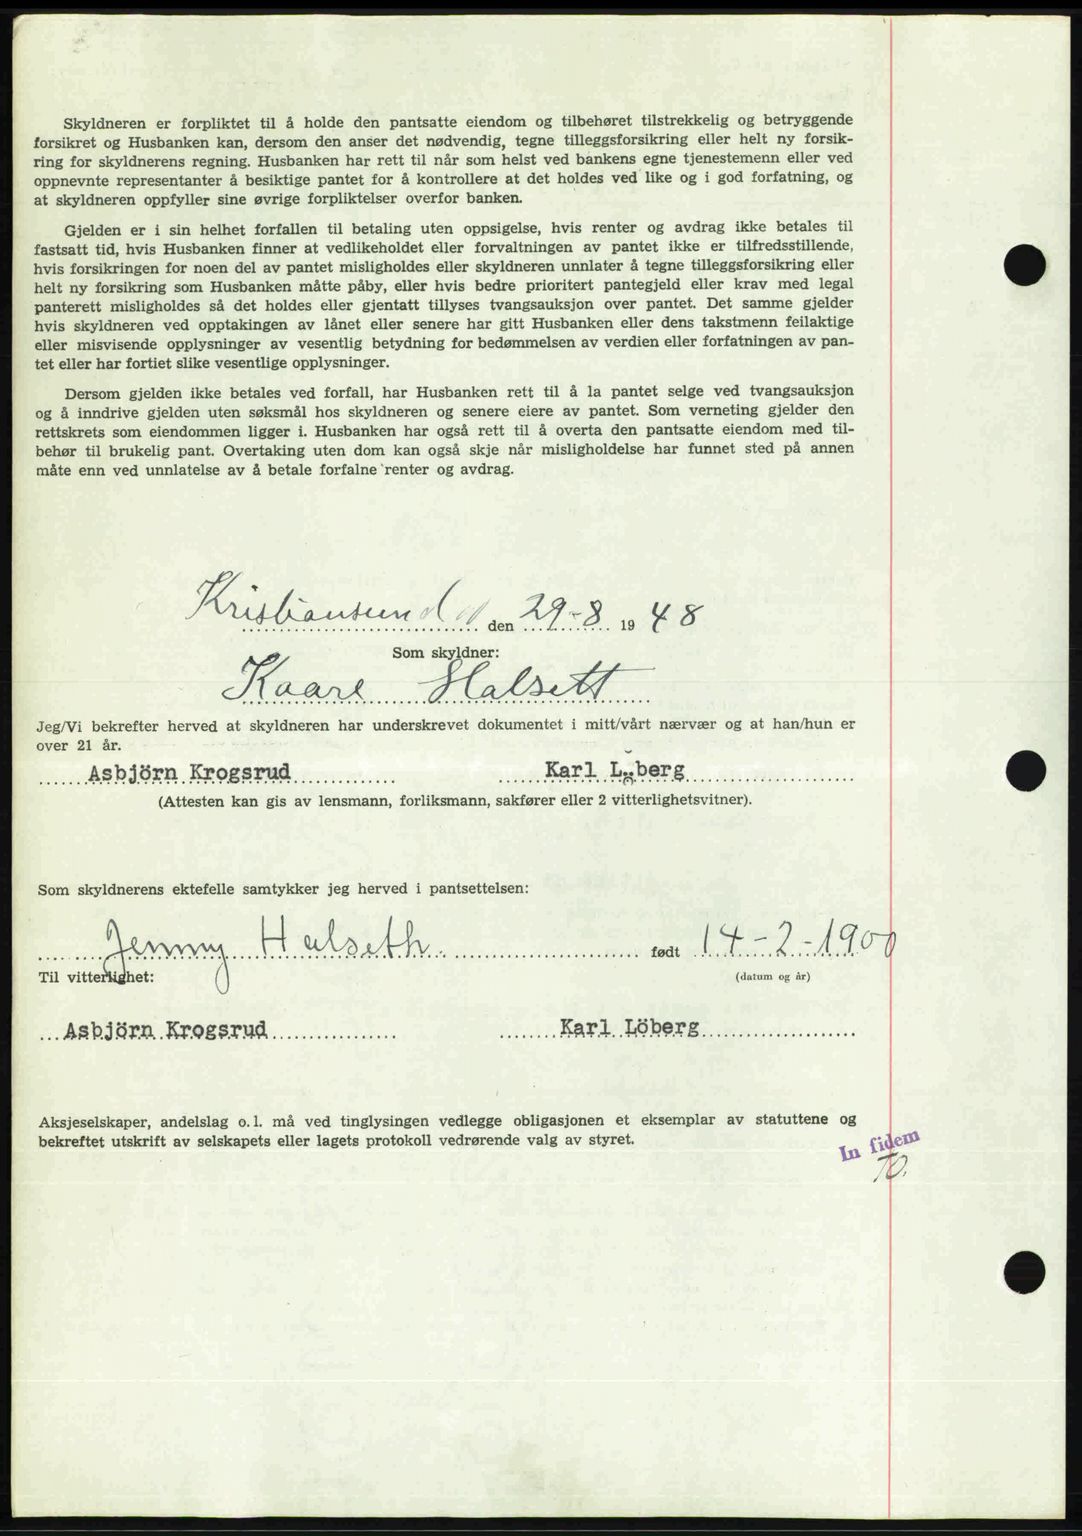 Skyldneren er forpliktet til å holde den pantsatte eiendom og tilbehøret tilstrekkelig og betryggende
forsikret og Husbanken kan, dersom den anser det nødvendig, tegne tilleggsforsikring eller helt ny forsik-
ring for skyldnerens regning. Husbanken har rett til når som helst ved bankens egne tjenestemenn eller ved
oppnevnte representanter å besiktige pantet for å kontrollere at det holdes ved like og i god forfatning, og
at skyldneren oppfyller sine øvrige forpliktelser overfor banken.
Gjelden er i sin helhet forfallen til betaling uten oppsigelse, hvis renter og avdrag ikke betales til
fastsatt tid, hvis Husbanken finner at vedlikeholdet eller forvaltningen av pantet ikke er tilfredsstillende,
hvis forsikringen for noen del av pantet misligholdes eller skyldneren unnlater å tegne tilleggsforsikring eller
helt ny forsikring som Husbanken måtte påby, eller hvis bedre prioritert pantegjeld eller krav med legal
panterett misligholdes så det holdes eller gjentatt tillyses tvangsauksjon over pantet. Det samme gjelder
hvis skyldneren ved opptakingen av lånet eller senere har gitt Husbanken eller dens takstmenn feilaktige
eller misvisende opplysninger av vesentlig betydning for bedømmelsen av verdien eller forfatningen av pan-
tet eller har fortiet slike vesentlige opplysninger.
Dersom gjelden ikke betales ved forfall, har Husbanken rett til å la pantet selge ved tvangsauksjon
og å inndrive gjelden uten søksmål hos skyldneren og senere eiere av pantet. Som verneting gjelder den
rettskrets som eiendommen ligger i. Husbanken har også rett til å overta den pantsatte eiendom med til-
behør til brukelig pant. Overtaking uten dom kan også skje når misligholdelse har funnet sted på annen
måte enn ved unnlatelse av å betale forfalne renter og avdrag.
Kristiansund den 29-8 1948
Som skyldner:
Kaare Halsett
Jeg/Vi bekrefter herved at skyldneren har underskrevet dokumentet i mitt/vårt nærvær og at han/hun er
over 21 år.
Asbjörn Krogsrud Karl Löberg
(Attesten kan gis av lensmann, forliksmann, sakfører eller 2 vitterlighetsvitner).
Som skyldnerens ektefelle samtykker jeg herved i pantsettelsen:
Jenny Halseth født 14-2-1900
Til vitterlighet: (datum og år)
Asbjörn Krogsrud Karl Löberg
Aksjeselskaper, andelslag o. l. må ved tinglysingen vedlegge obligasjonen et eksemplar av statuttene og
bekreftet utskrift av selskapets eller lagets protokoll vedrørende valg av styret.
In fidem